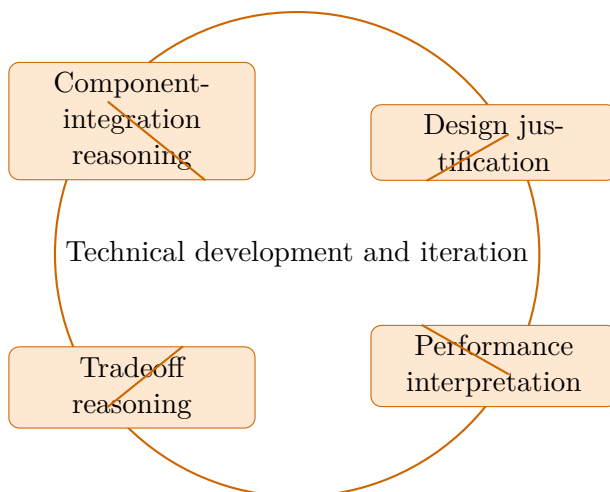 Component-
integration
reasoning
Design jus-
tification
Technical development and iteration
Tradeoff
reasoning
Performance
interpretation